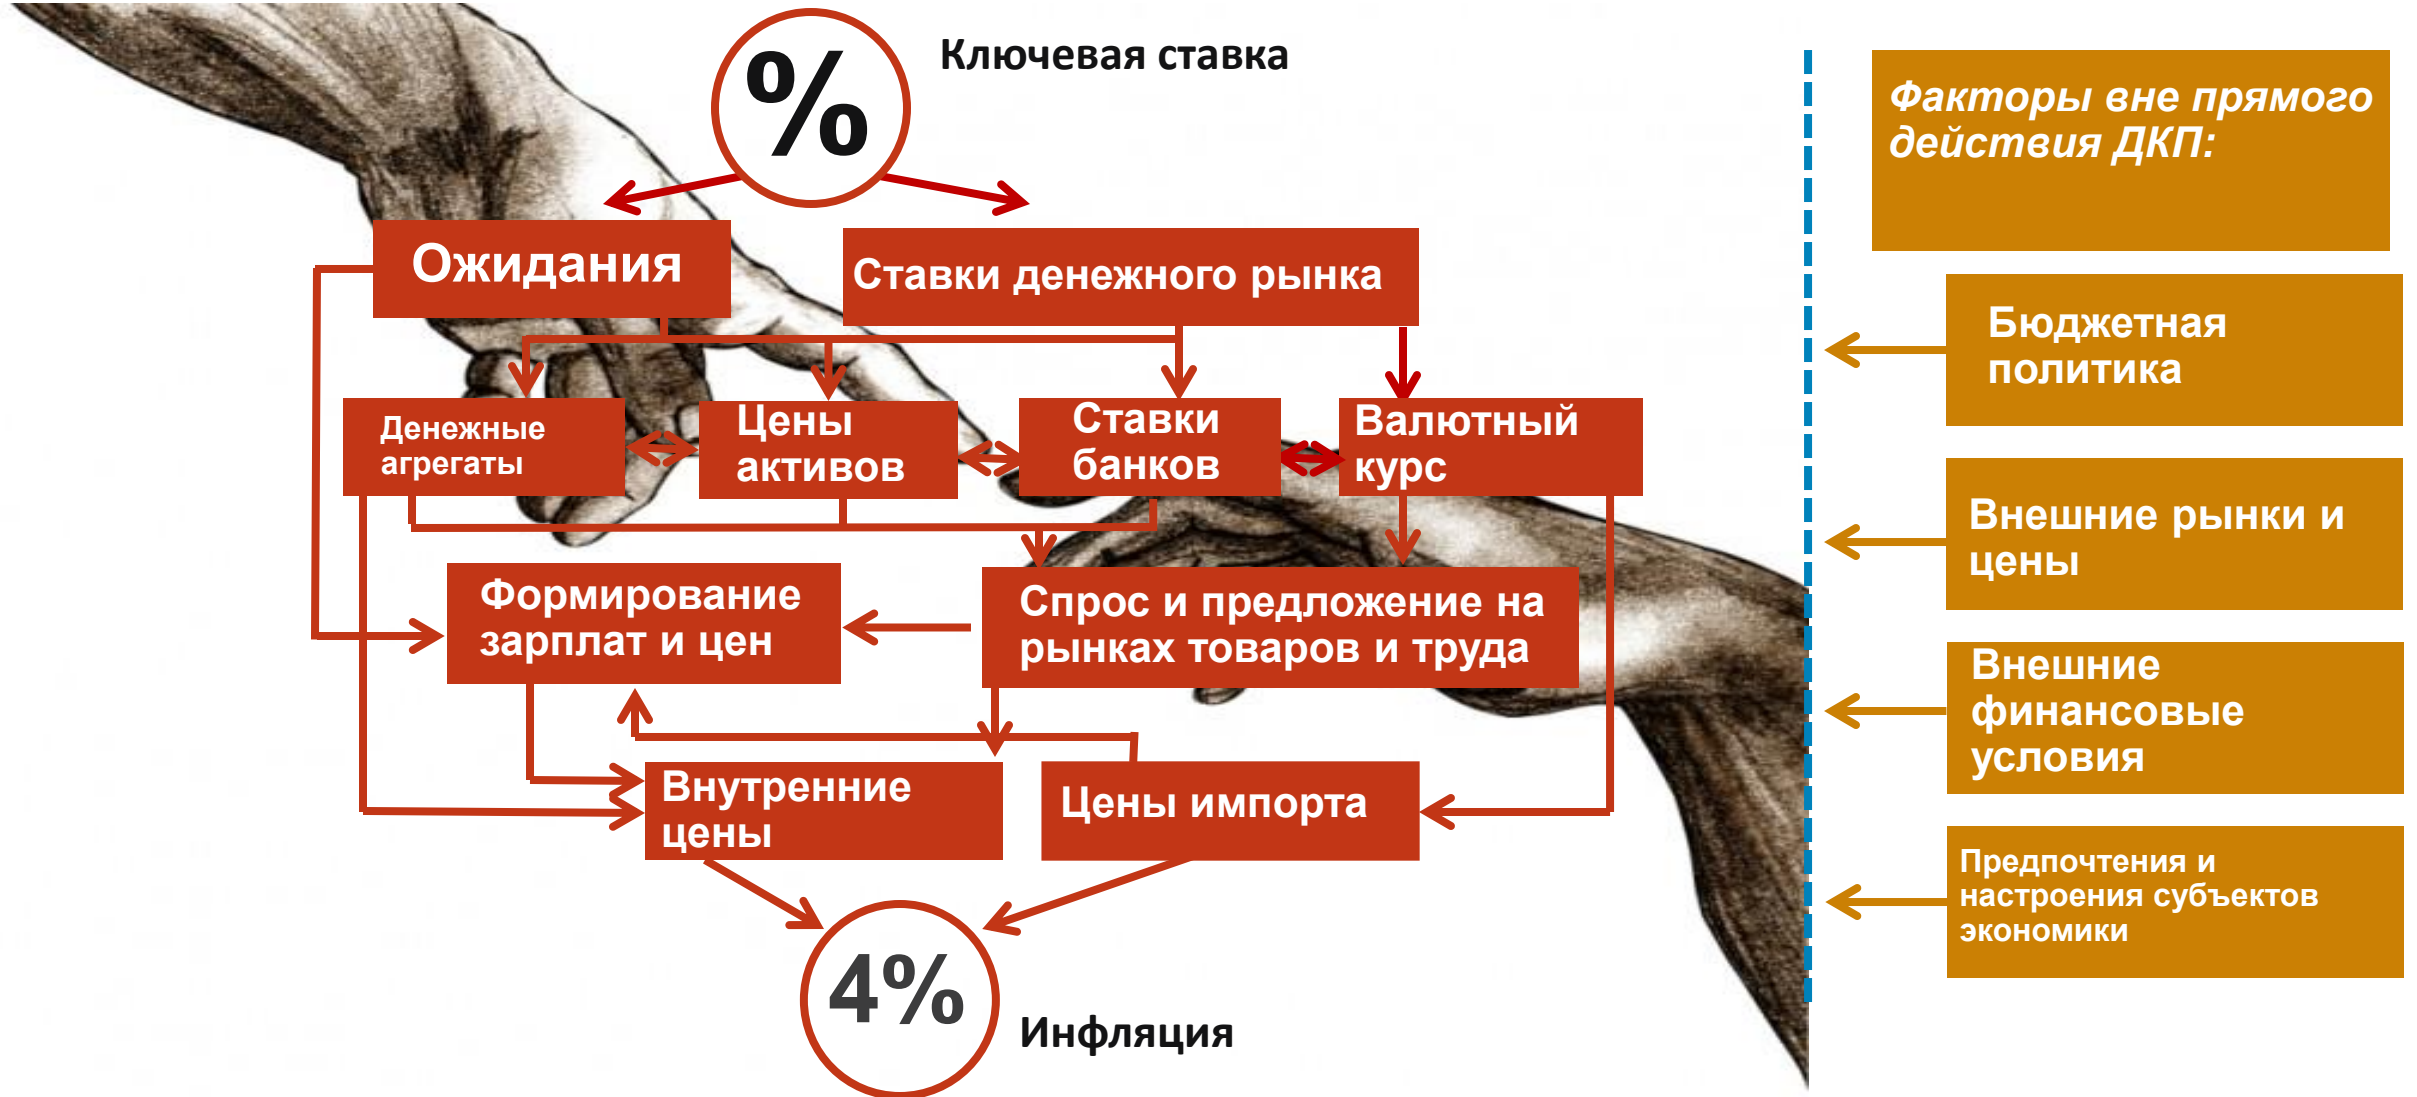 %
Ключевая ставка
Факторы вне прямого
действия ДКП:
Ожидания
Ставки денежного рынка
Бюджетная
политика
Денежные
агрегаты
Цены
активов
Ставки
банков
Валютный
курс
Внешние рынки и
цены
Формирование
зарплат и цен
Спрос и предложение на
рынках товаров и труда
Внешние
финансовые
условия
Внутренние
цены
Цены импорта
Предпочтения и
настроения субъектов
экономики
4%
Инфляция